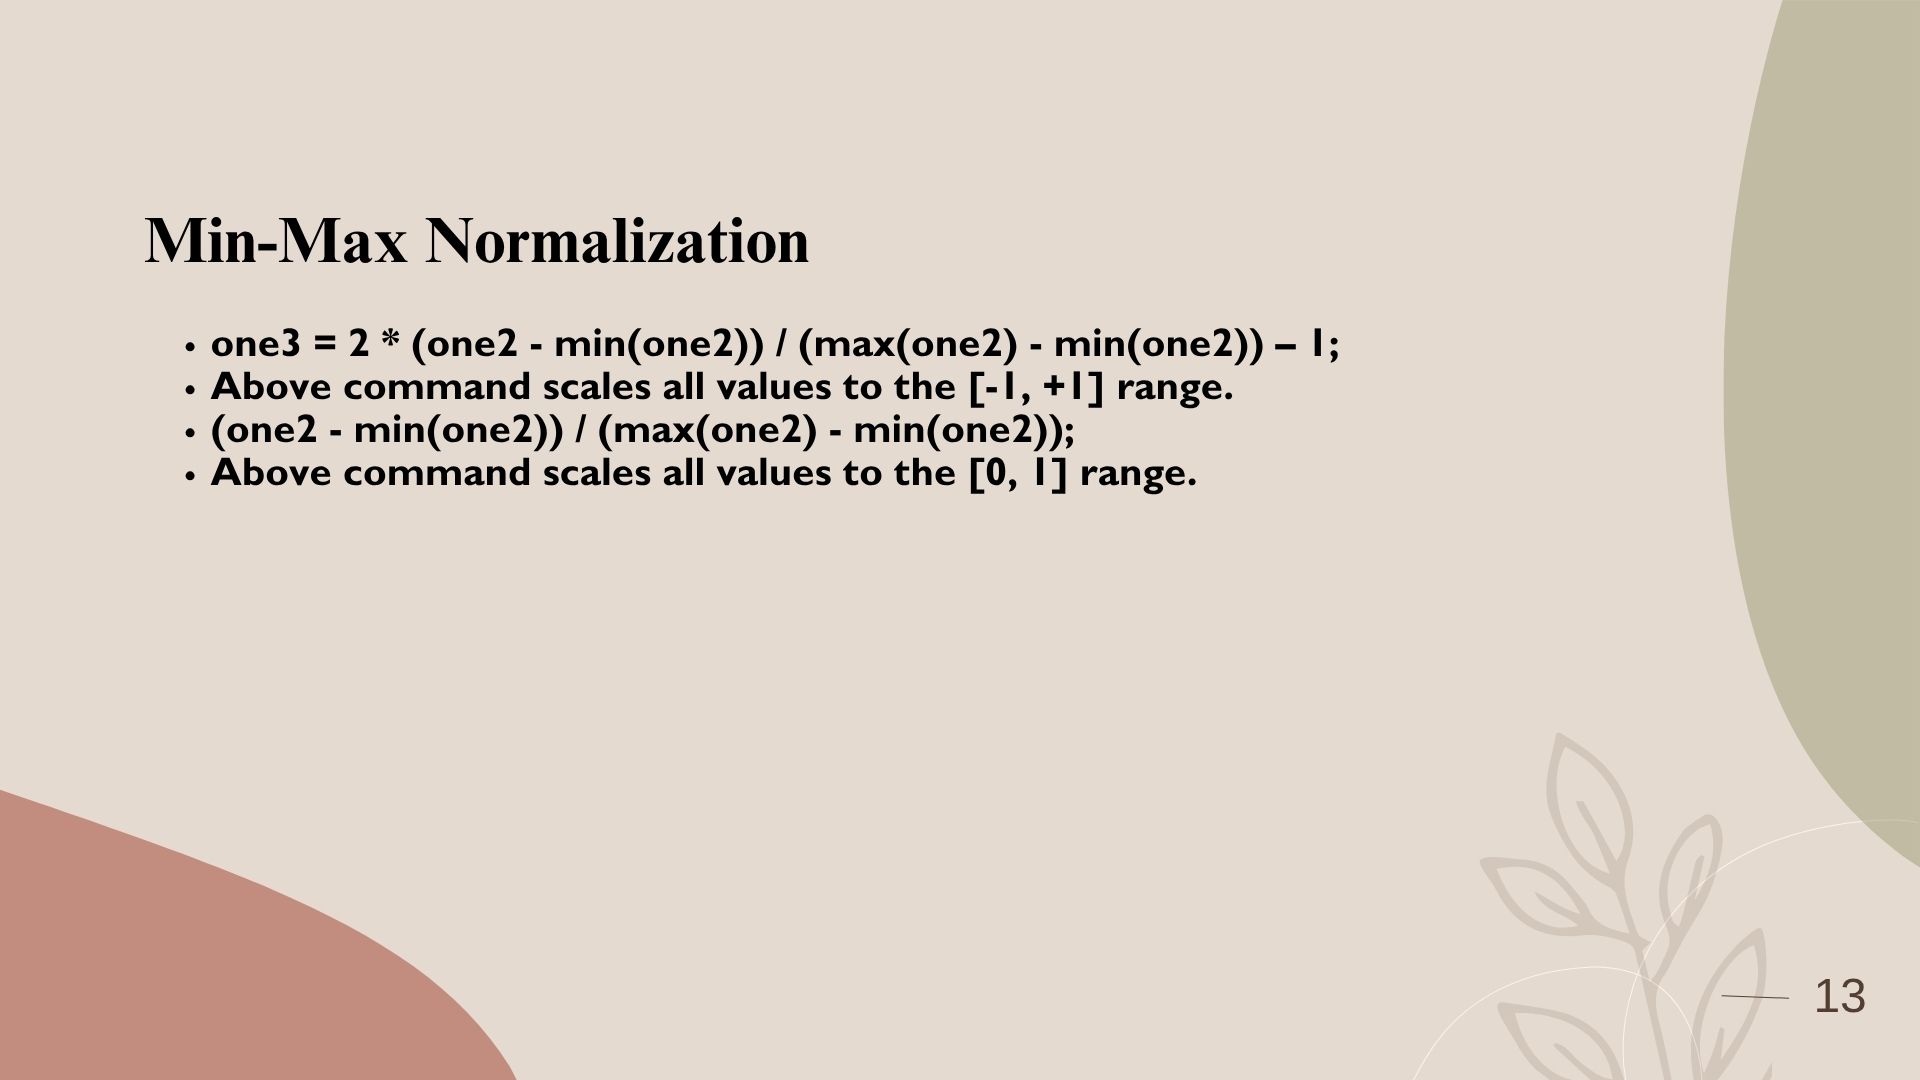 Min-Max Normalization
• one3 = 2 * (one2 - min(one2)) / (max(one2) - min(one2)) – 1;
• Above command scales all values to the [-1, +1] range.
• (one2 - min(one2)) / (max(one2) - min(one2));
• Above command scales all values to the [0, 1] range.
13